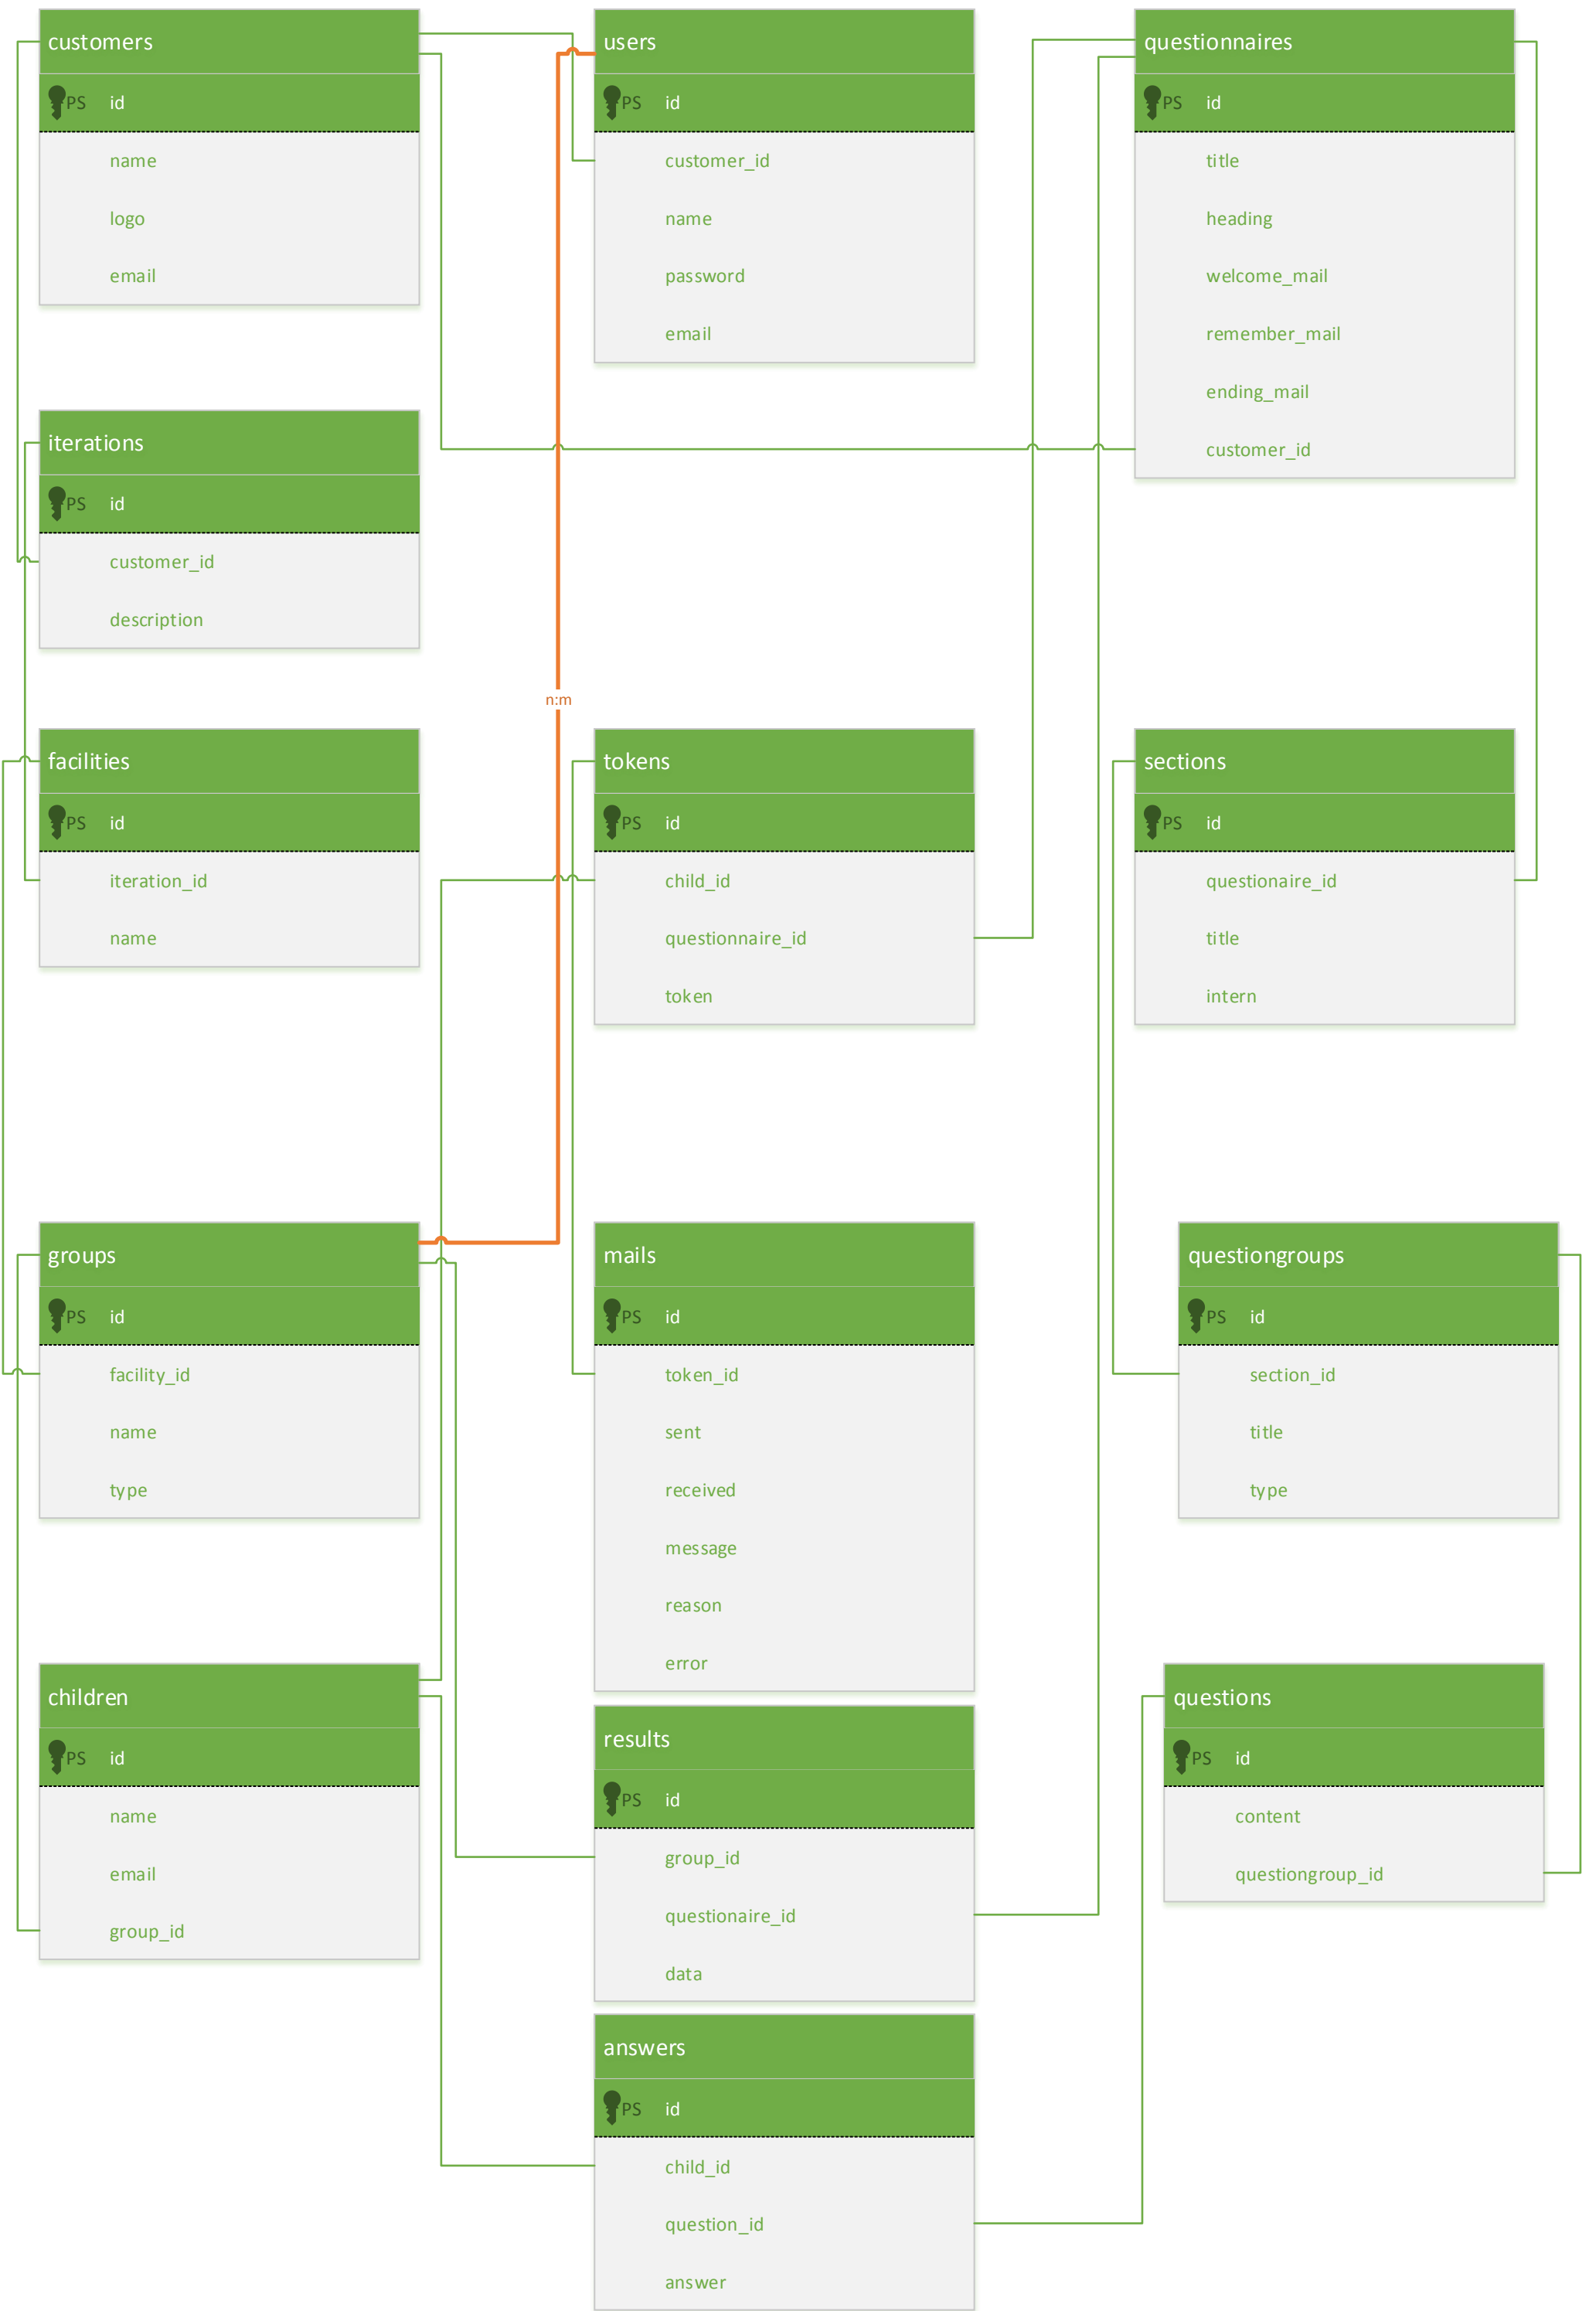 customers
PS id
name
logo
email
users
PS id
customer_id
name
password
email
questionnaires
PS id
title
heading
welcome_mail
remember_mail
ending_mail
customer_id
iterations
PS id
customer_id
description
n:m
facilities
PS id
iteration_id
name
tokens
PS id
child_id
questionnaire_id
token
sections
PS id
questionaire_id
title
intern
groups
PS id
facility_id
name
type
mails
PS id
token_id
sent
received
message
reason
error
questiongroups
PS id
section_id
title
type
children
PS id
name
email
group_id
results
PS id
group_id
questionaire_id
data
questions
PS id
content
questiongroup_id
answers
PS id
child_id
question_id
answer